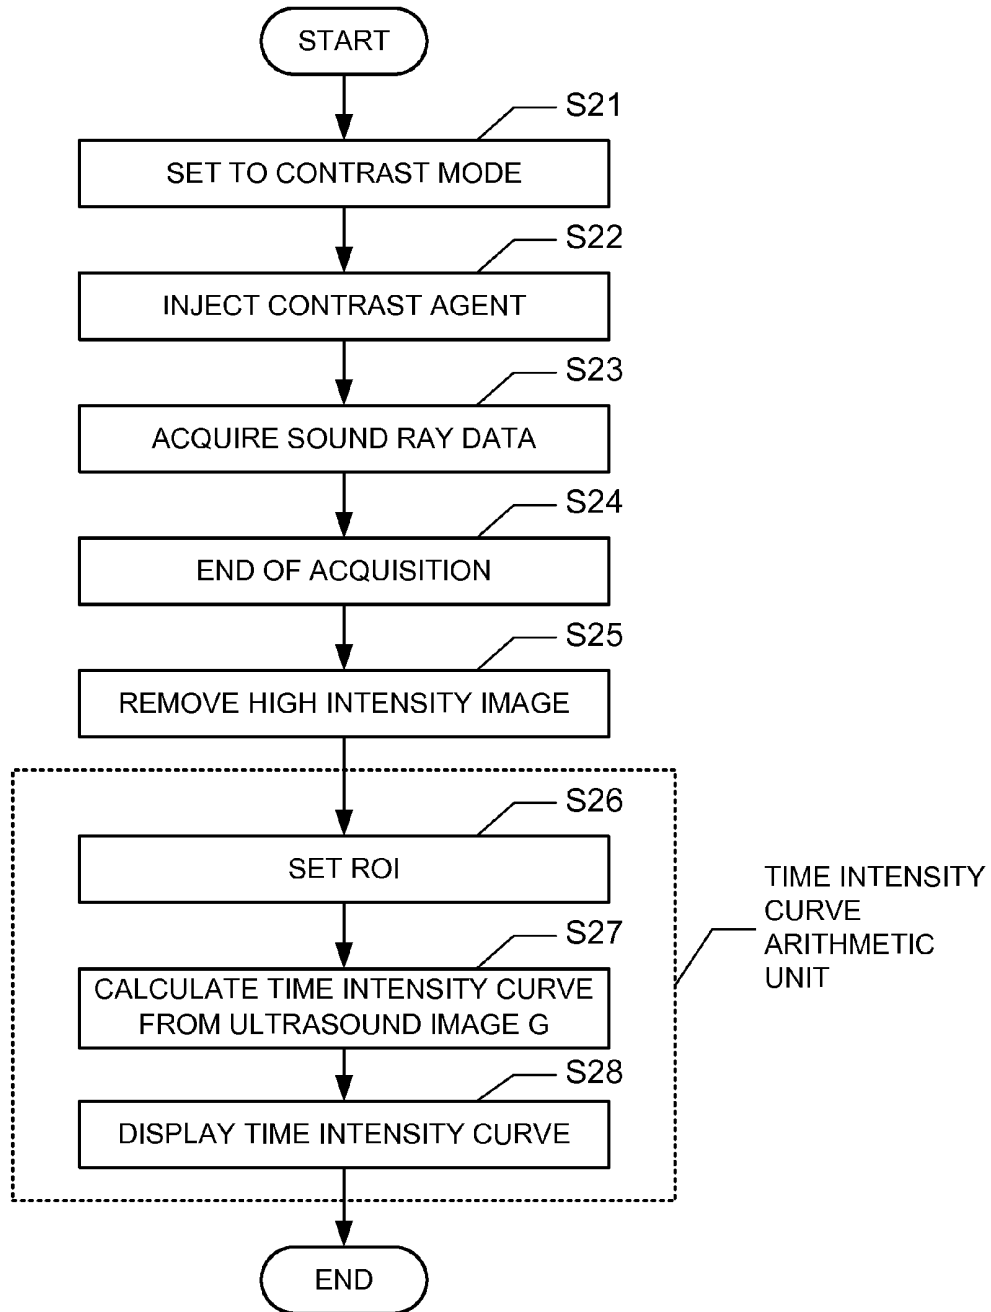 START
S21
SET TO CONTRAST MODE
S22
INJECT CONTRAST AGENT
S23
ACQUIRE SOUND RAY DATA
S24
END OF ACQUISITION
S25
REMOVE HIGH INTENSITY IMAGE
S26
SET ROI
TIME INTENSITY
CURVE
ARITHMETIC
UNIT
S27
CALCULATE TIME INTENSITY CURVE
FROM ULTRASOUND IMAGE G
S28
DISPLAY TIME INTENSITY CURVE
END